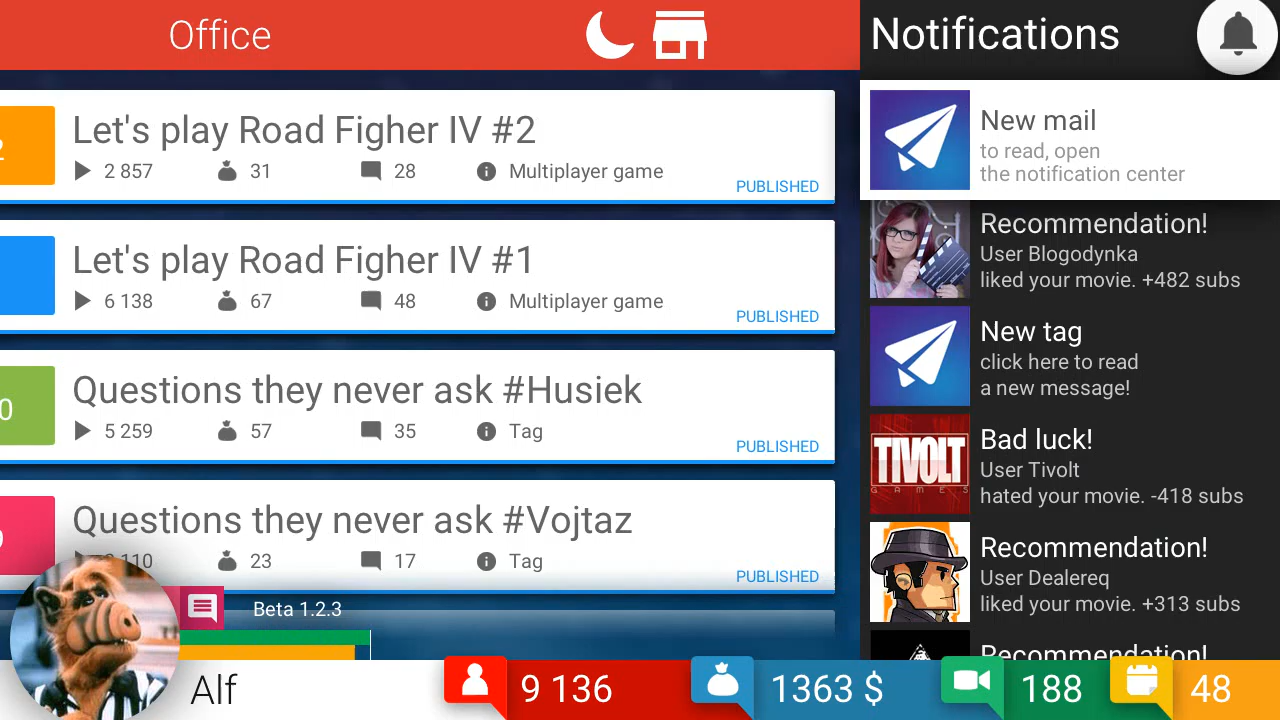 Office
Notifications
2
Let's play Road Figher IV #2
2 857
31
28
Multiplayer game
PUBLISHED
Let's play Road Figher IV #1
6 138
67
48
Multiplayer game
PUBLISHED
0
Questions they never ask #Husiek
5 259
57
35
Tag
PUBLISHED
Questions they never ask #Vojtaz
110
23
17
Tag
PUBLISHED
New mail
to read, open
the notification center
Recommendation!
User Blogodynka
liked your movie. +482 subs
New tag
click here to read
a new message!
TIVOLT
GAMES
Bad luck!
User Tivolt
hated your movie. -418 subs
Recommendation!
User Dealereq
liked your movie. +313 subs
Recommendation!
Beta 1.2.3
Alf
9 136
1363 $
188
48